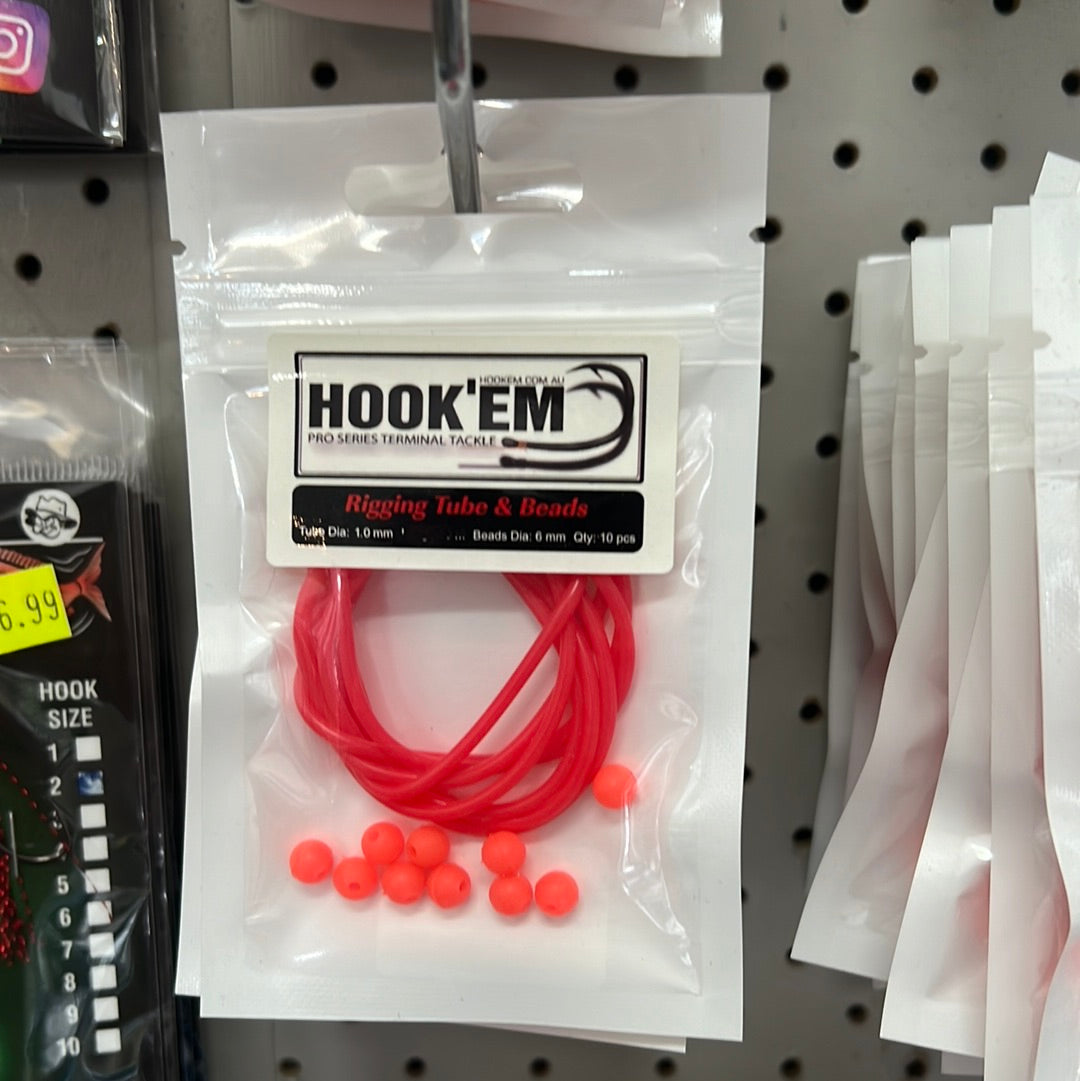 HOOKEM.COM.AU
HOOK'EM
PRO SERIES TERMINAL TACKLE
Rigging Tube & Beads
Tube Dia: 1.0 mm Beads Dia: 6 mm Qty: 10 pcs
6.99
HOOK
SIZE
1
2
5
6
7
8
9
10